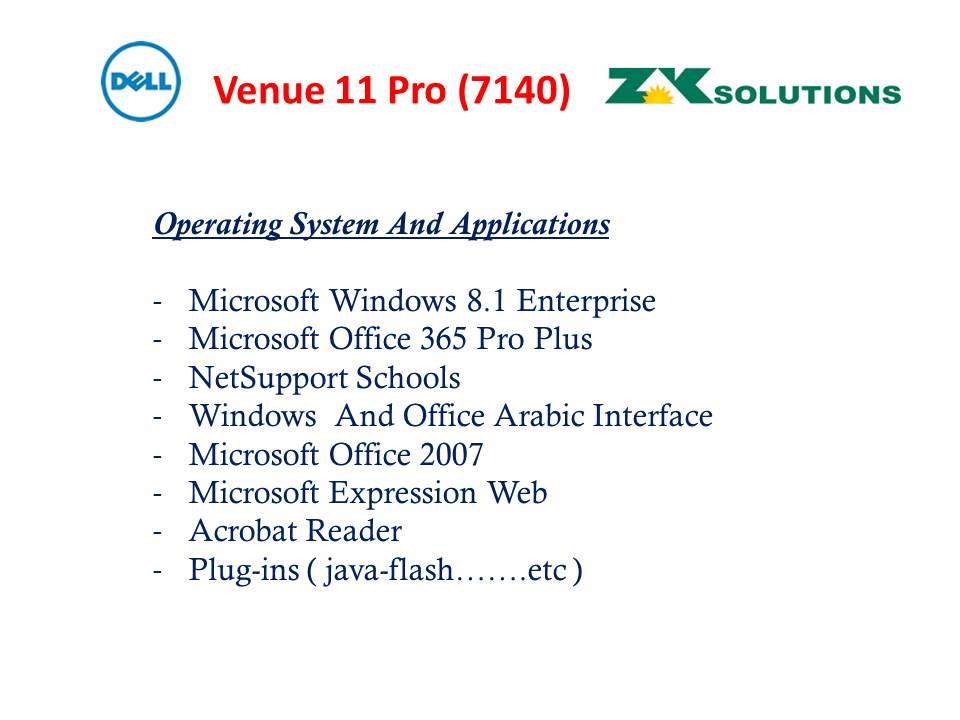 DELL
Venue 11 Pro (7140)
ZK SOLUTIONS
Operating System And Applications
- Microsoft Windows 8.1 Enterprise
- Microsoft Office 365 Pro Plus
- NetSupport Schools
- Windows  And Office Arabic Interface
- Microsoft Office 2007
- Microsoft Expression Web
- Acrobat Reader
- Plug-ins ( java-flash…….etc )